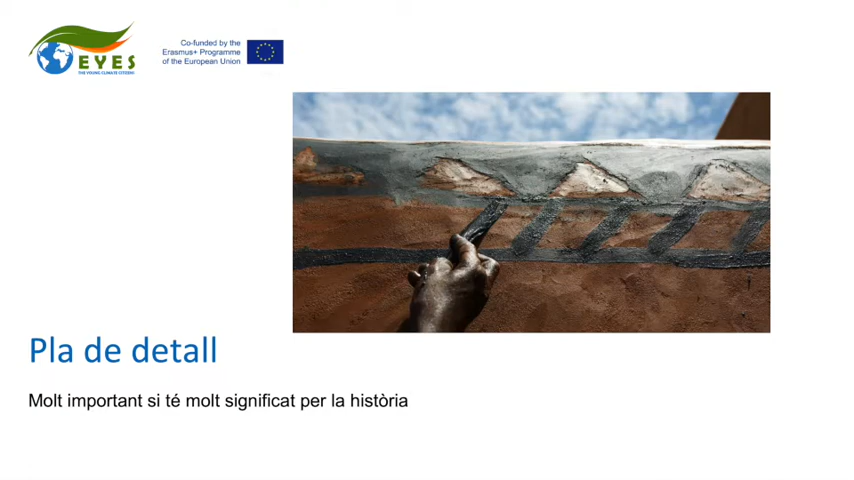 EYES
THE YOUNG CLIMATE CITIZENS
Co-funded by the
Erasmus+ Programme
of the European Union
Pla de detall
Molt important si té molt significat per la història